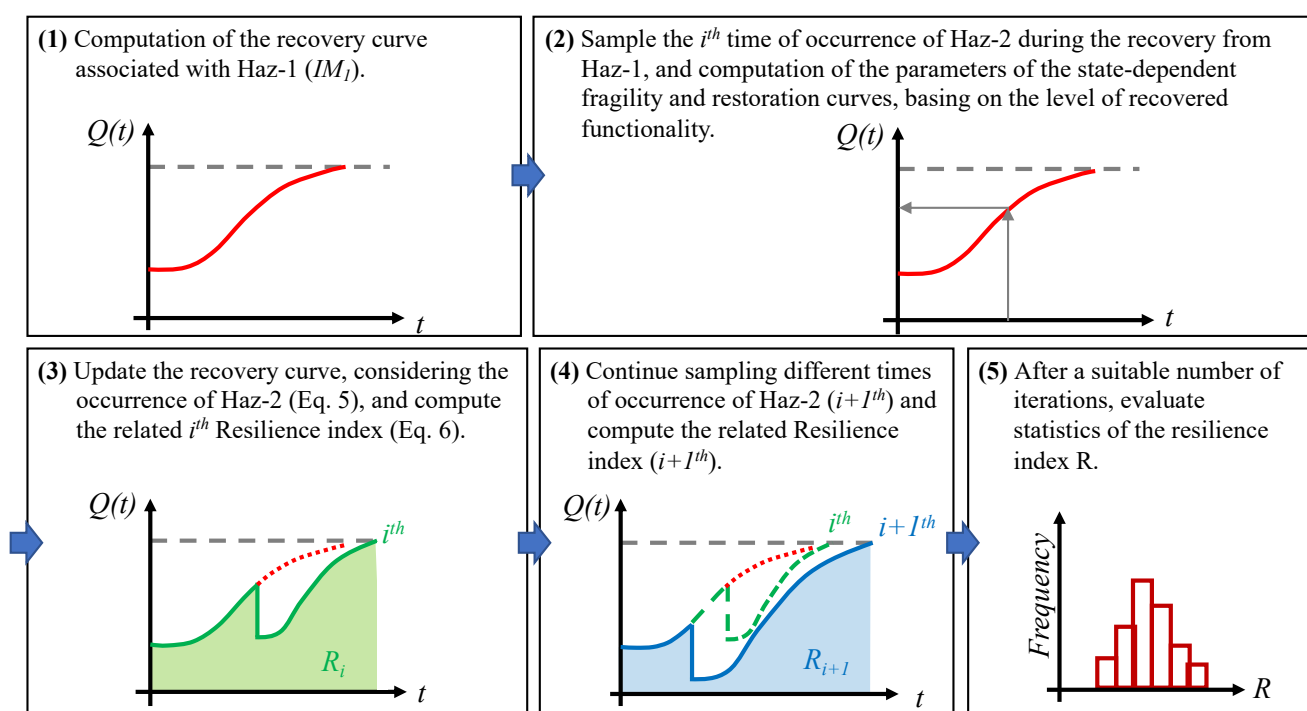 (1) Computation of the recovery curve
associated with Haz-1 (IM1).
Q(t)
t
(2) Sample the ith time of occurrence of Haz-2 during the recovery from
Haz-1, and computation of the parameters of the state-dependent
fragility and restoration curves, basing on the level of recovered
functionality.
Q(t)
t
(3) Update the recovery curve, considering the
occurrence of Haz-2 (Eq. 5), and compute
the related ith Resilience index (Eq. 6).
Q(t)
ith
Ri
t
(4) Continue sampling different times
of occurrence of Haz-2 (i+1th) and
compute the related Resilience
index (i+1th).
Q(t)
ith
i+1th
Ri+1
t
(5) After a suitable number of
iterations, evaluate
statistics of the resilience
index R.
Frequency
R